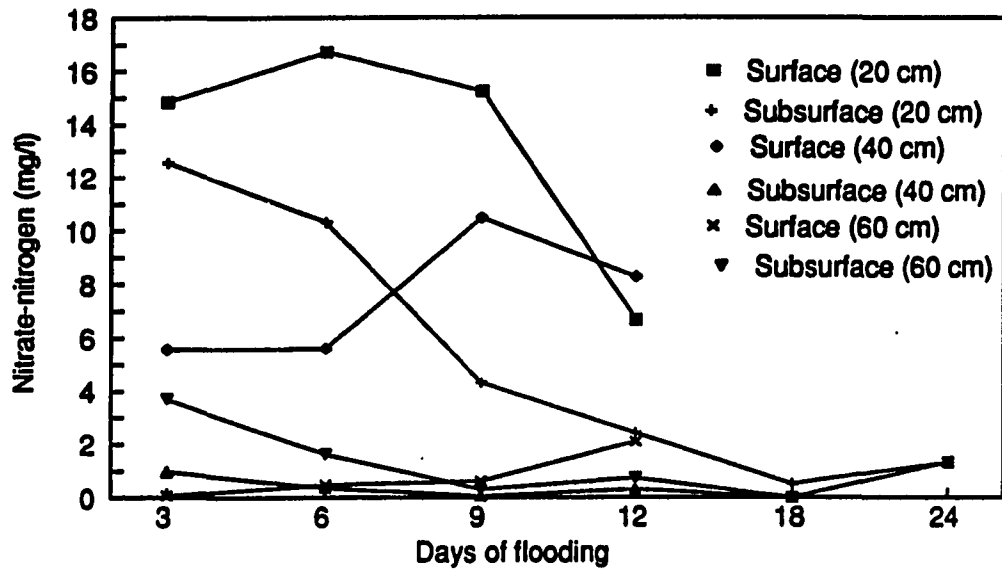 18
16
14
12
10
8
6
4
2
0
Nitrate-nitrogen (mg/l)
Surface (20 cm)
Subsurface (20 cm)
Surface (40 cm)
Subsurface (40 cm)
Surface (60 cm)
Subsurface (60 cm)
3 6 9 12 18 24
Days of flooding